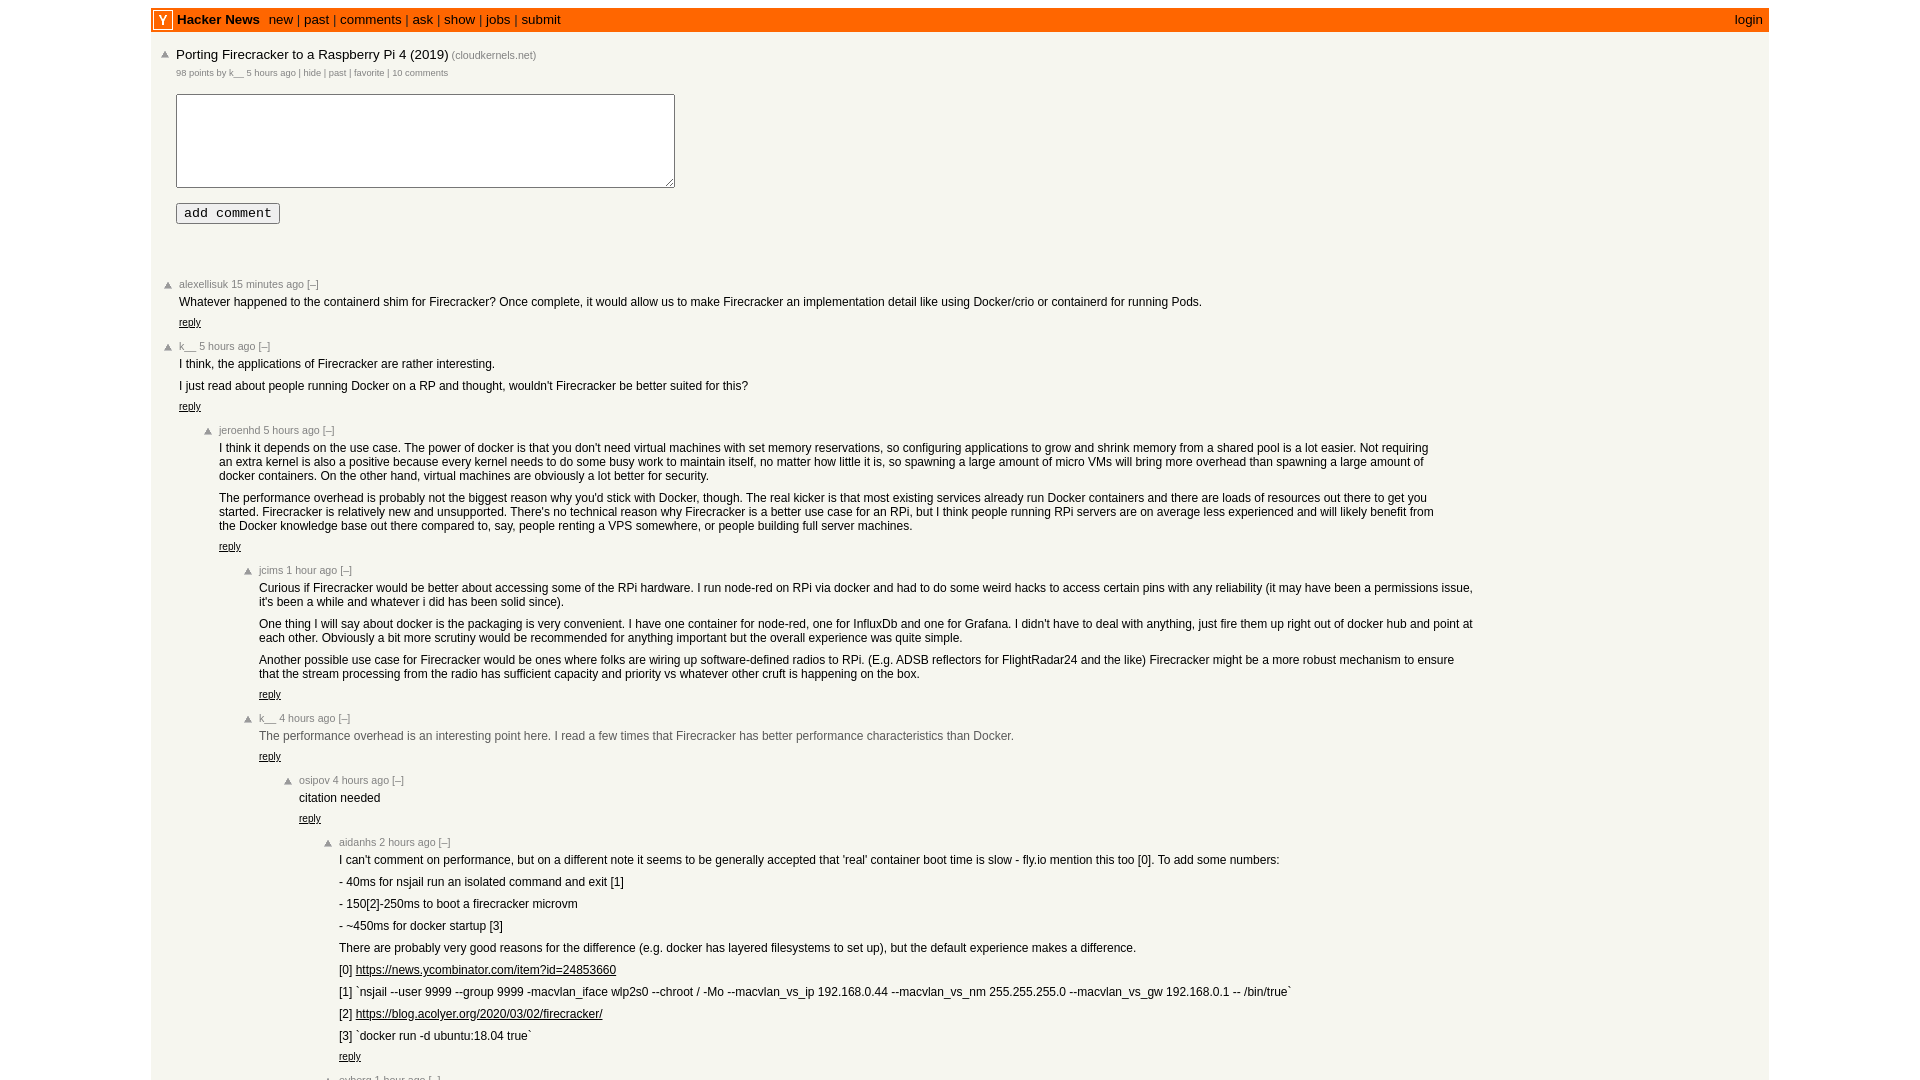 Y Hacker News new | past | comments | ask | show | jobs | submit login
Porting Firecracker to a Raspberry Pi 4 (2019) (cloudkernels.net)
98 points by k__ 5 hours ago | hide | past | favorite | 10 comments
add comment
alexellisuk 15 minutes ago [–]
Whatever happened to the containerd shim for Firecracker? Once complete, it would allow us to make Firecracker an implementation detail like using Docker/crio or containerd for running Pods.
reply
k__ 5 hours ago [–]
I think, the applications of Firecracker are rather interesting.
I just read about people running Docker on a RP and thought, wouldn't Firecracker be better suited for this?
reply
jeroenhd 5 hours ago [–]
I think it depends on the use case. The power of docker is that you don't need virtual machines with set memory reservations, so configuring applications to grow and shrink memory from a shared pool is a lot easier. Not requiring
an extra kernel is also a positive because every kernel needs to do some busy work to maintain itself, no matter how little it is, so spawning a large amount of micro VMs will bring more overhead than spawning a large amount of
docker containers. On the other hand, virtual machines are obviously a lot better for security.
The performance overhead is probably not the biggest reason why you'd stick with Docker, though. The real kicker is that most existing services already run Docker containers and there are loads of resources out there to get you
started. Firecracker is relatively new and unsupported. There's no technical reason why Firecracker is a better use case for an RPi, but I think people running RPi servers are on average less experienced and will likely benefit from
the Docker knowledge base out there compared to, say, people renting a VPS somewhere, or people building full server machines.
reply
jcims 1 hour ago [–]
Curious if Firecracker would be better about accessing some of the RPi hardware. I run node-red on RPi via docker and had to do some weird hacks to access certain pins with any reliability (it may have been a permissions issue,
it's been a while and whatever i did has been solid since).
One thing I will say about docker is the packaging is very convenient. I have one container for node-red, one for InfluxDb and one for Grafana. I didn't have to deal with anything, just fire them up right out of docker hub and point at
each other. Obviously a bit more scrutiny would be recommended for anything important but the overall experience was quite simple.
Another possible use case for Firecracker would be ones where folks are wiring up software-defined radios to RPi. (E.g. ADSB reflectors for FlightRadar24 and the like) Firecracker might be a more robust mechanism to ensure
that the stream processing from the radio has sufficient capacity and priority vs whatever other cruft is happening on the box.
reply
k__ 4 hours ago [–]
The performance overhead is an interesting point here. I read a few times that Firecracker has better performance characteristics than Docker.
reply
osipov 4 hours ago [–]
citation needed
reply
aidanhs 2 hours ago [–]
I can't comment on performance, but on a different note it seems to be generally accepted that 'real' container boot time is slow - fly.io mention this too [0]. To add some numbers:
- 40ms for nsjail run an isolated command and exit [1]
- 150[2]-250ms to boot a firecracker microvm
- ~450ms for docker startup [3]
There are probably very good reasons for the difference (e.g. docker has layered filesystems to set up), but the default experience makes a difference.
[0] https://news.ycombinator.com/item?id=24853660
[1] `nsjail --user 9999 --group 9999 -macvlan_iface wlp2s0 --chroot / -Mo --macvlan_vs_ip 192.168.0.44 --macvlan_vs_nm 255.255.255.0 --macvlan_vs_gw 192.168.0.1 -- /bin/true`
[2] https://blog.acolyer.org/2020/03/02/firecracker/
[3] `docker run -d ubuntu:18.04 true`
reply
1 hour ago [–]